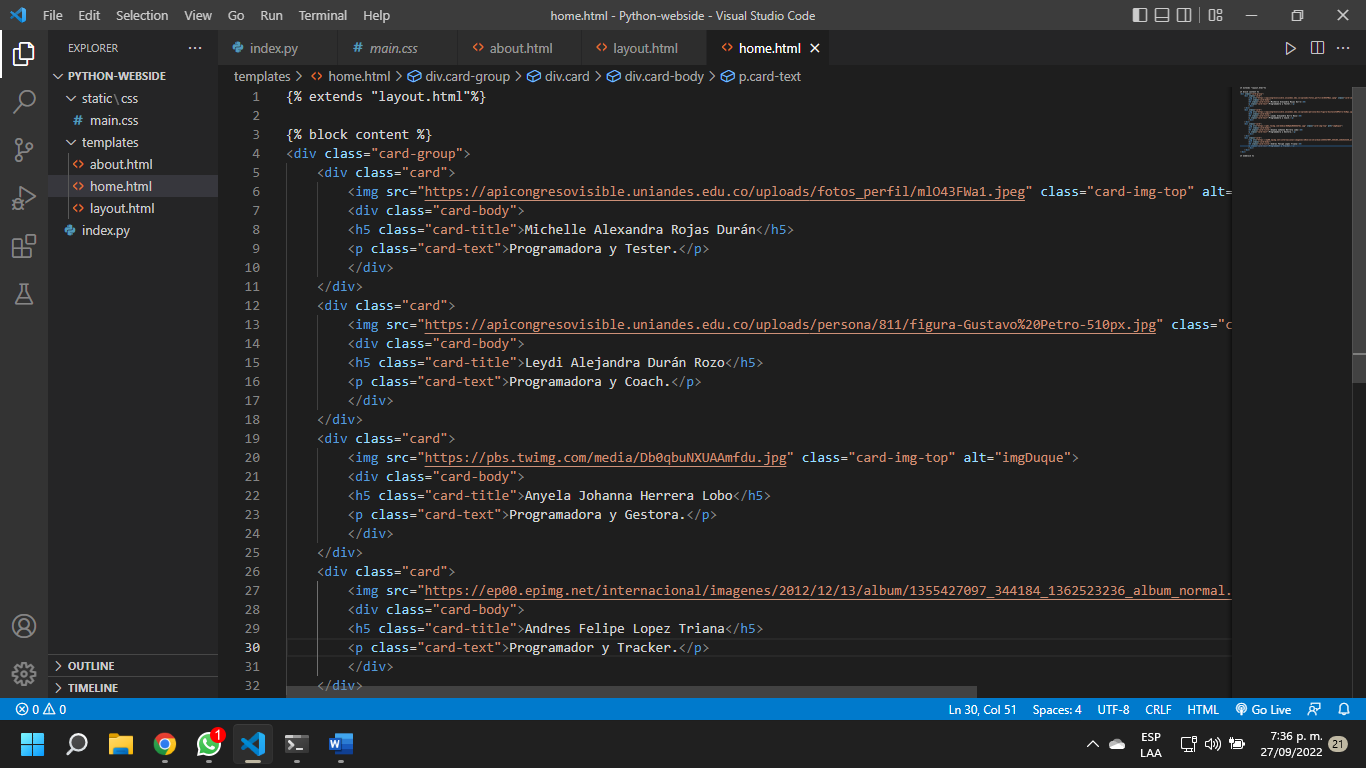 File Edit Selection View Go Run Terminal Help
home.html - Python-webside - Visual Studio Code
EXPLORER
PYTHON-WEBSIDE
static\css
main.css
templates
about.html
home.html
layout.html
index.py
OUTLINE
TIMELINE
index.py main.css about.html layout.html home.html
templates > home.html > div.card-group > div.card > div.card-body > p.card-text
1 {% extends "layout.html"%}
2
3 {% block content %}
4 <div class="card-group">
5 <div class="card">
6 <img src="https://apicongresovisible.uniandes.edu.co/uploads/fotos_perfil/mlO43FWa1.jpeg" class="card-img-top" alt=
7 <div class="card-body">
8 <h5 class="card-title">Michelle Alexandra Rojas Durán</h5>
9 <p class="card-text">Programadora y Tester.</p>
10 </div>
11 </div>
12 <div class="card">
13 <img src="https://apicongresovisible.uniandes.edu.co/uploads/persona/811/figura-Gustavo%20Petro-510px.jpg" class="c
14 <div class="card-body">
15 <h5 class="card-title">Leydi Alejandra Durán Rozo</h5>
16 <p class="card-text">Programadora y Coach.</p>
17 </div>
18 </div>
19 <div class="card">
20 <img src="https://pbs.twimg.com/media/Db0qbuNXUAAmfdu.jpg" class="card-img-top" alt="imgDuque">
21 <div class="card-body">
22 <h5 class="card-title">Anyela Johanna Herrera Lobo</h5>
23 <p class="card-text">Programadora y Gestora.</p>
24 </div>
25 </div>
26 <div class="card">
27 <img src="https://ep00.epimg.net/internacional/imagenes/2012/12/13/album/1355427097_344184_1362523236_album_normal.
28 <div class="card-body">
29 <h5 class="card-title">Andres Felipe Lopez Triana</h5>
30 <p class="card-text">Programador y Tracker.</p>
31 </div>
32 </div>
0 0 Ln 30, Col 51 Spaces: 4 UTF-8 CRLF HTML Go Live
1
ESP
LAA
7:36 p. m.
27/09/2022
21